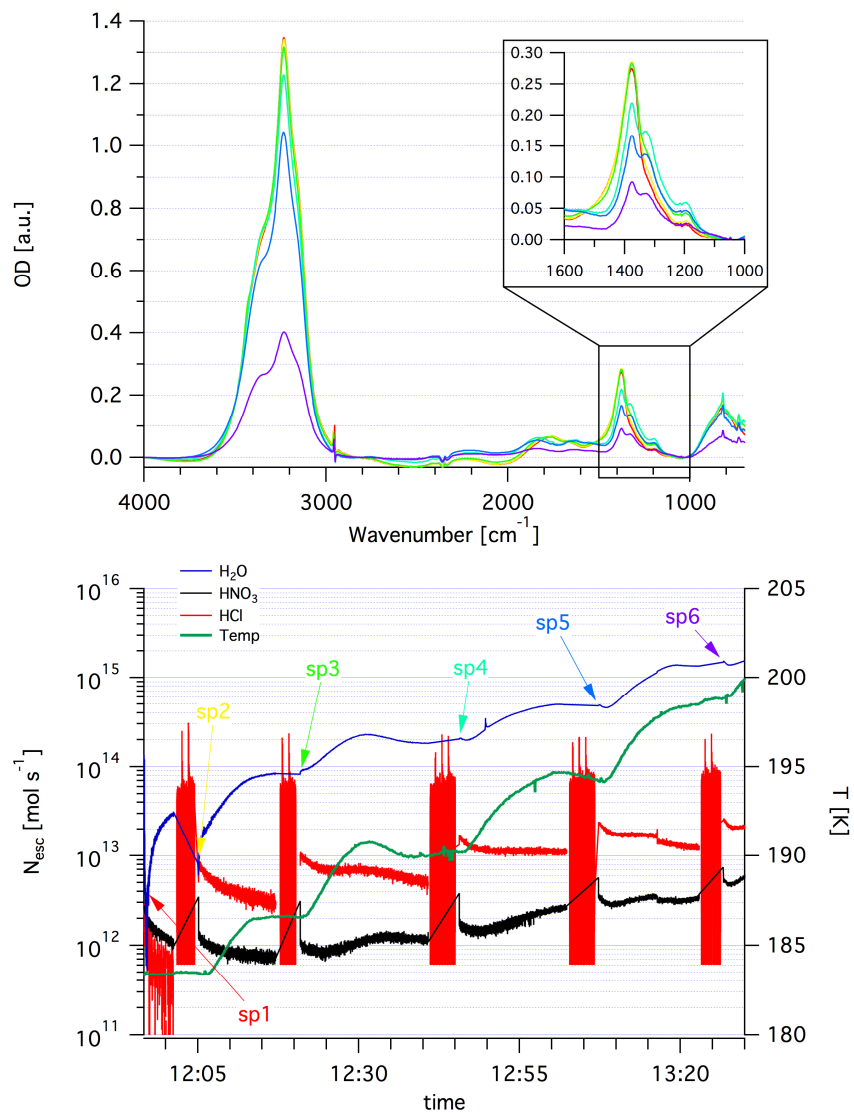 1.4
1.2
1.0
0.8
0.6
0.4
0.2
0.0
OD [a.u.]
4000 3000 2000 1000
Wavenumber [cm⁻¹]
0.30
0.25
0.20
0.15
0.10
0.05
0.00
1600 1400 1200 1000
H₂O
HNO₃
HCl
Temp
10¹⁶
10¹⁵
10¹⁴
10¹³
10¹²
10¹¹
N_esc [mol s⁻¹]
sp1
sp2
sp3
sp4
sp5
sp6
205
200
195
190
185
180
T [K]
12:05 12:30 12:55 13:20
time